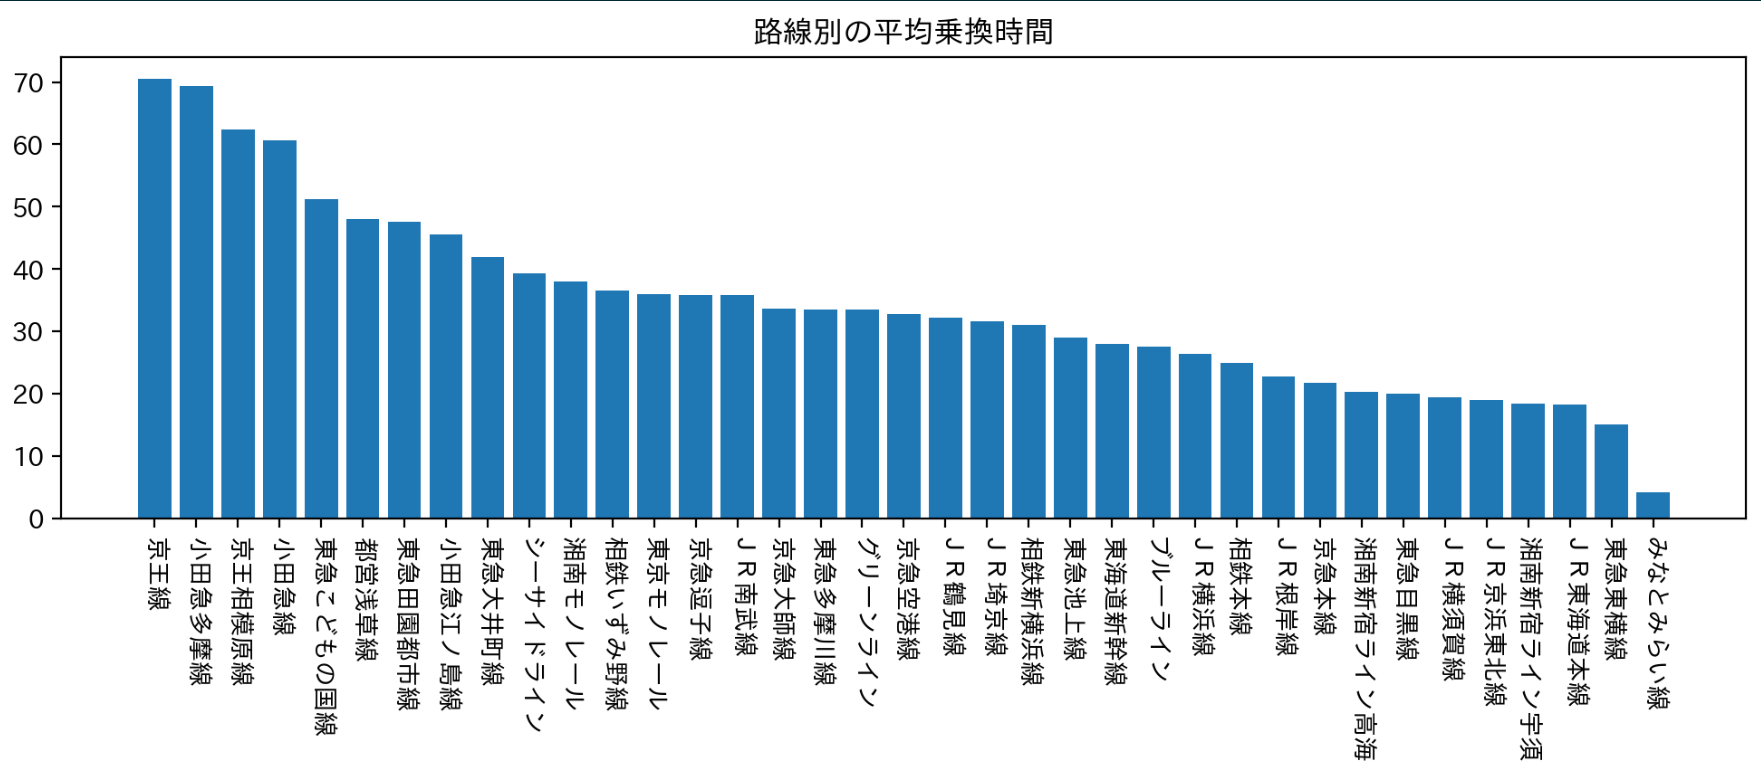 路線別の平均乗換時間
70
60
50
40
30
20
10
0
京王線
小田急多摩線
京王相模原線
小田急線
東急こどもの国線
都営浅草線
東急田園都市線
小田急江ノ島線
東急大井町線
シーサイドライン
湘南モノレール
相鉄いずみ野線
東京モノレール
京急逗子線
ＪＲ南武線
京急大師線
東急多摩川線
グリーンライン
京急空港線
ＪＲ鶴見線
ＪＲ埼京線
相鉄新横浜線
東急池上線
東海道新幹線
ブルーライン
ＪＲ横浜線
相鉄本線
ＪＲ根岸線
京急本線
湘南新宿ライン高海
東急目黒線
ＪＲ横須賀線
ＪＲ京浜東北線
湘南新宿ライン宇須
ＪＲ東海道本線
東急東横線
みなとみらい線